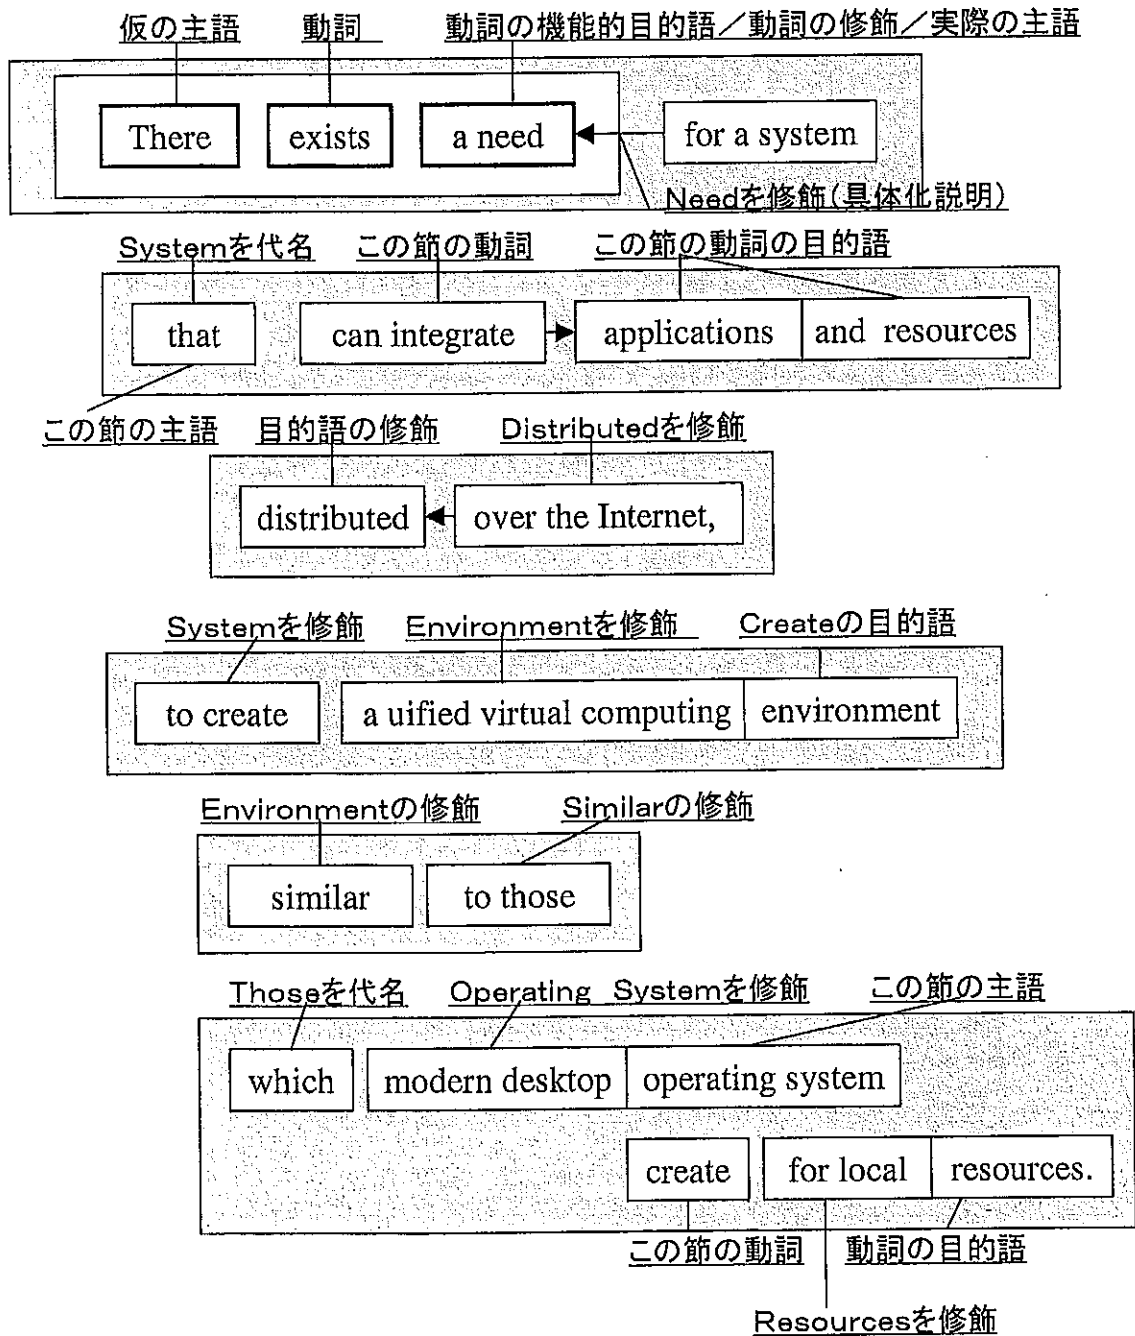 仮の主語 動詞 動詞の機能的目的語／動詞の修飾／実際の主語
There exists a need for a system
Needを修飾(具体化説明)
Systemを代名 この節の動詞 この節の動詞の目的語
that can integrate applications and resources
この節の主語 目的語の修飾 Distributedを修飾
distributed over the Internet,
Systemを修飾 Environmentを修飾 Createの目的語
to create a uified virtual computing environment
Environmentの修飾 Similarの修飾
similar to those
Thoseを代名 Operating Systemを修飾 この節の主語
which modern desktop operating system
create for local resources.
この節の動詞 動詞の目的語
Resourcesを修飾